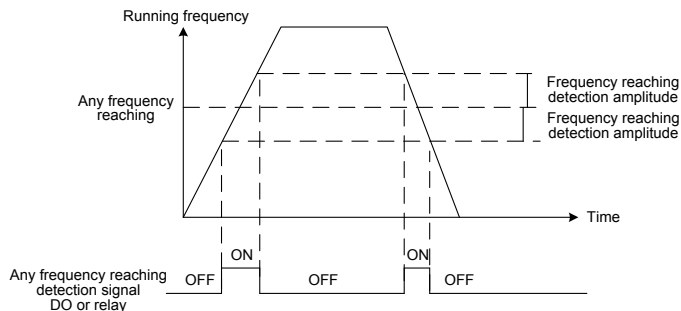 Running frequency
Any frequency
reaching
Frequency reaching
detection amplitude
Frequency reaching
detection amplitude
Time
Any frequency reaching
detection signal
DO or relay
OFF
ON
OFF
ON
OFF